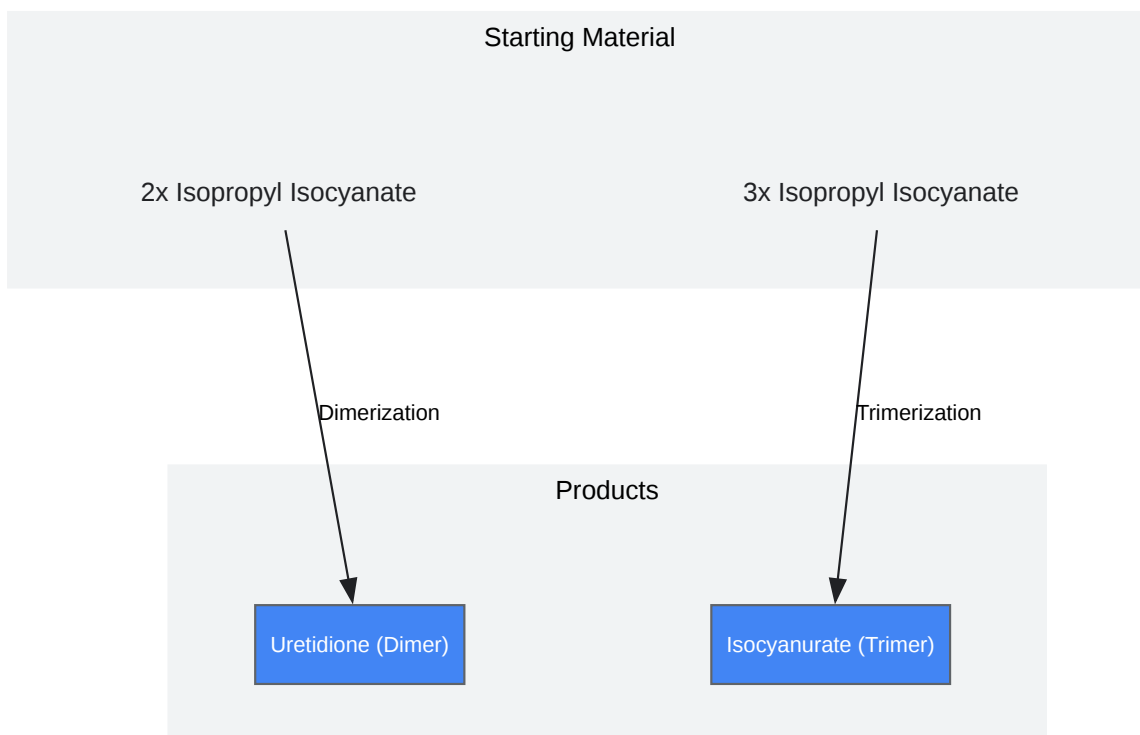 Starting Material
2x Isopropyl Isocyanate
3x Isopropyl Isocyanate
Dimerization
Trimerization
Products
Uretidione (Dimer)
Isocyanurate (Trimer)